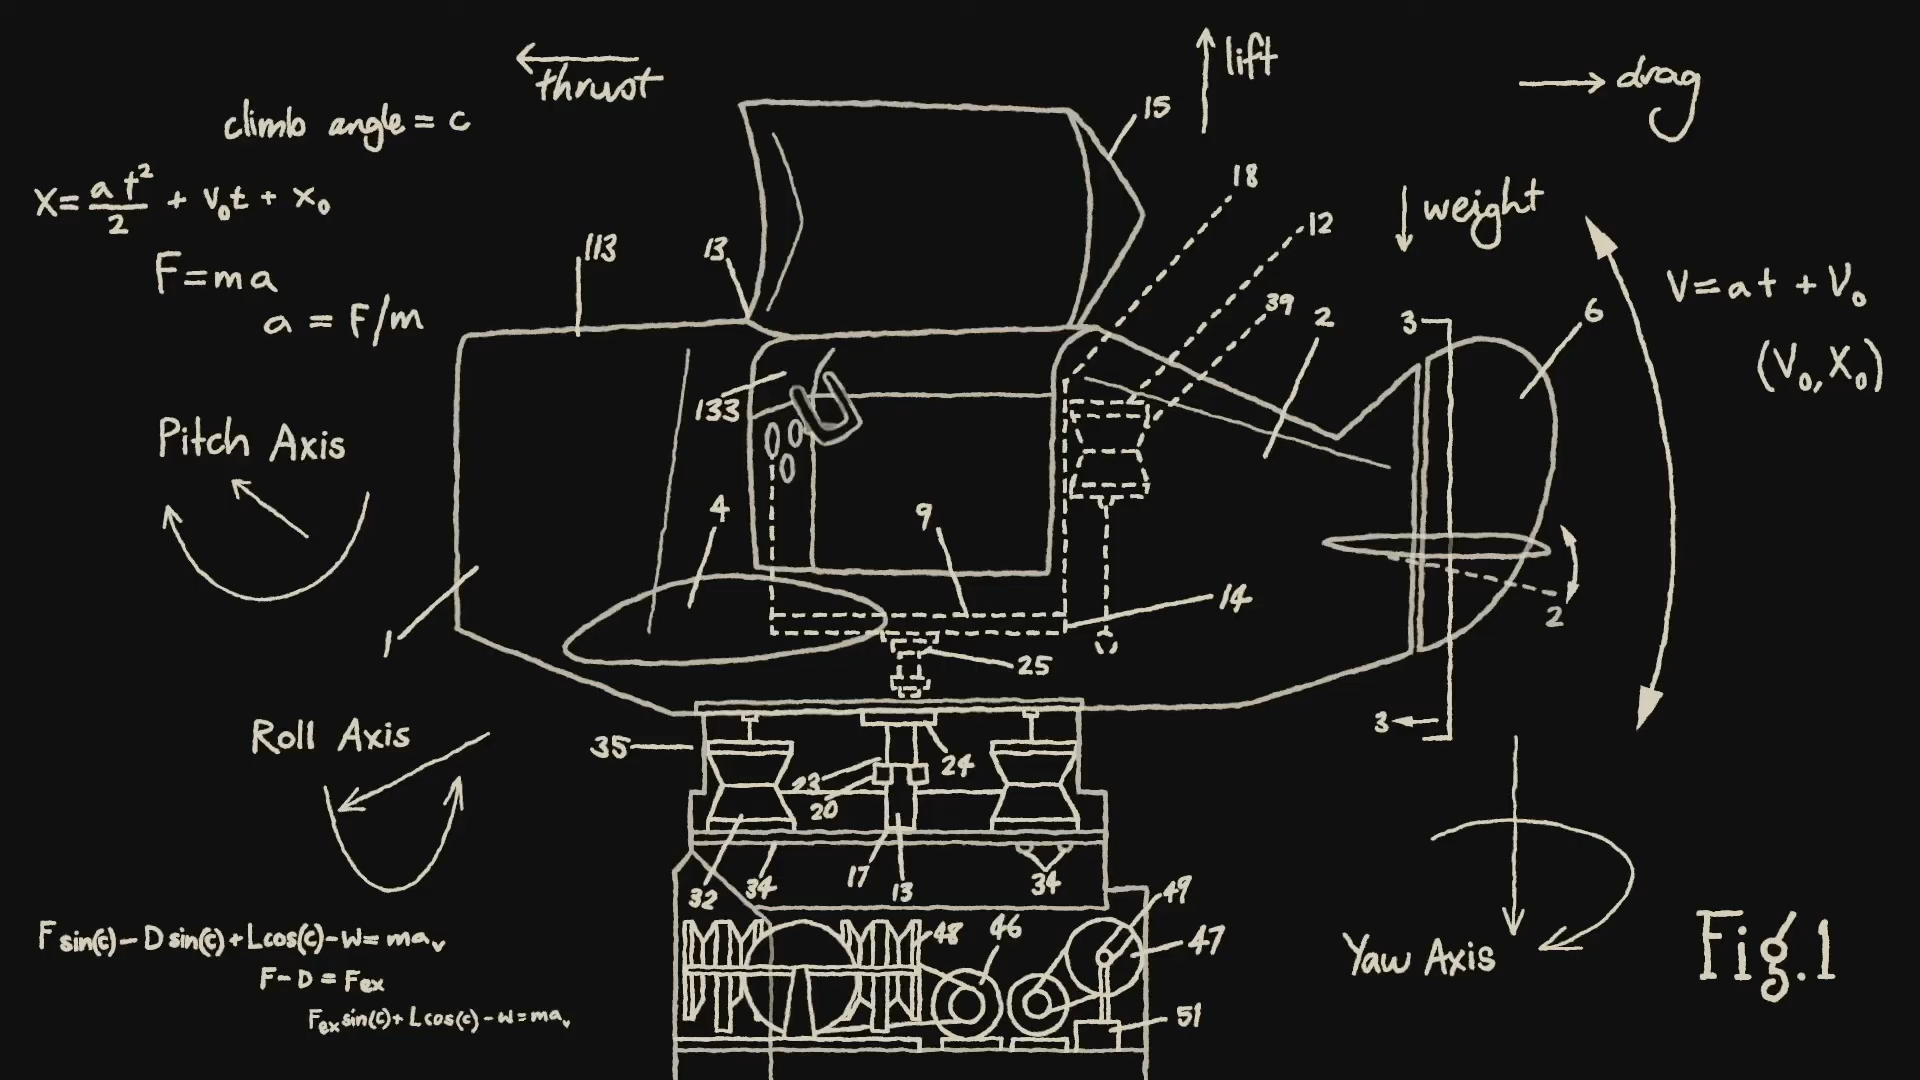 thrust
lift
drag
climb angle = c
15
X= at²/2 + V₀t + x₀
18
12
weight
F=ma
113
13
39
2
3
6
V=at + V₀
a = F/m
(V₀, X₀)
133
Pitch Axis
4
9
1
14
2
25
Roll Axis
35
3
24
23
20
17
13
32
34
34
49
F sin(c) - D sin(c) + L cos(c) - W = maᵥ
48
46
47
Yaw Axis
Fig.1
F - D = Fex
Fex sin(c) + L cos(c) - W = maᵥ
51